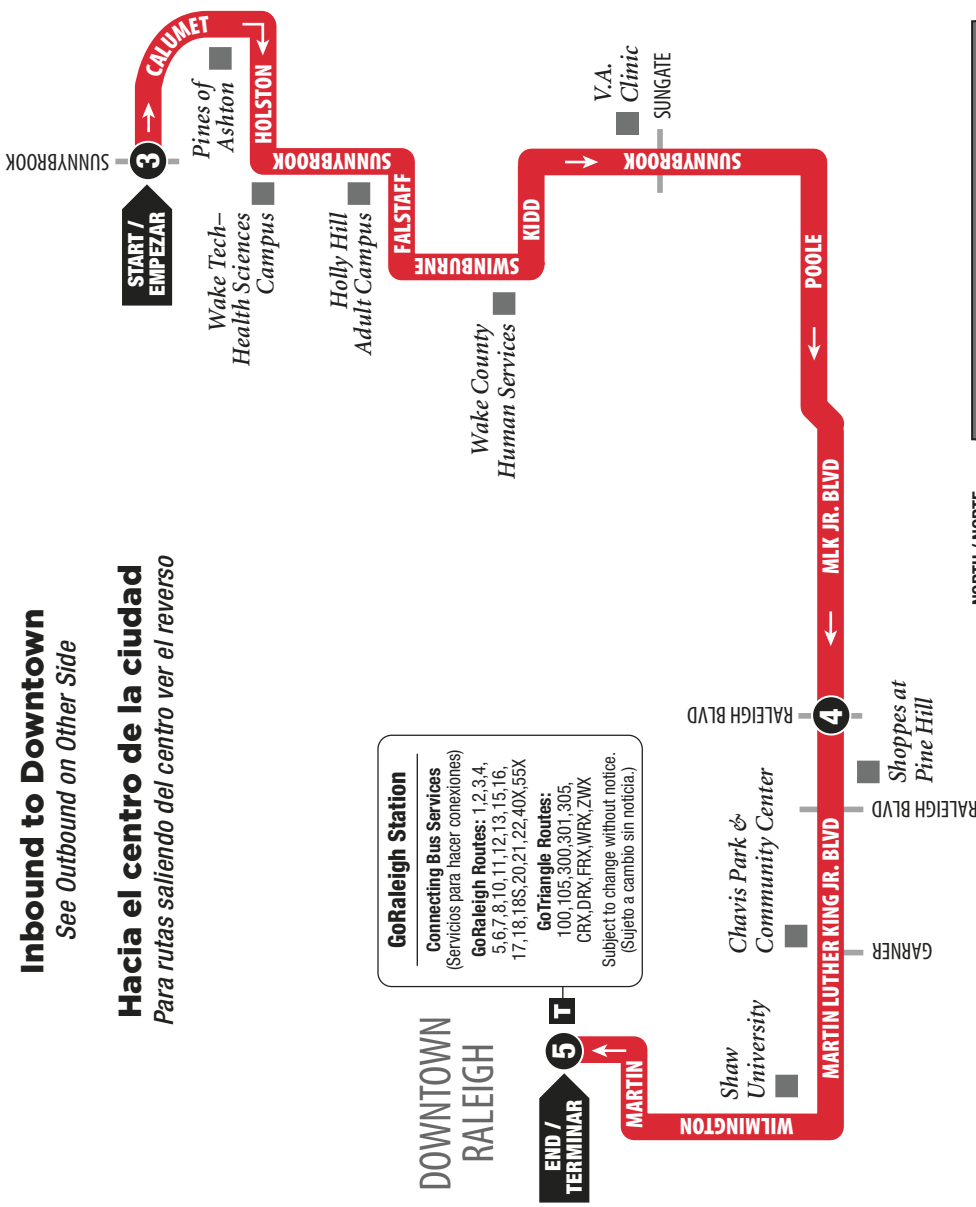 Inbound to Downtown
See Outbound on Other Side
Hacia el centro de la ciudad
Para rutas saliendo del centro ver el reverso
SUNNYBROOK
START /
EMPEZAR
3
CALUMET
Pines of
Ashton
HOLSTON
Wake Tech–
Health Sciences
Campus
SUNNYBROOK
Holly Hill
Adult Campus
FALSTAFF
SWINBURNE
Wake County
Human Services
KIDD
V.A.
Clinic
SUNGATE
SUNNYBROOK
POOLE
MLK JR. BLVD
RALEIGH BLVD
4
Shoppes at
Pine Hill
RALEIGH BLVD
Chavis Park &
Community Center
MARTIN LUTHER KING JR. BLVD
GARNER
Shaw
University
WILMINGTON
MARTIN
DOWNTOWN
RALEIGH
END /
TERMINAR
5
T
GoRaleigh Station
Connecting Bus Services
(Servicios para hacer conexiones)
GoRaleigh Routes: 1,2,3,4,
5,6,7,8,10,11,12,13,15,16,
17,18,18S,20,21,22,40X,55X
GoTriangle Routes:
100,105,300,301,305,
CRX,DRX,FRX,WRX,ZWX
Subject to change without notice.
(Sujeto a cambio sin noticia.)
NORTH / NORTE